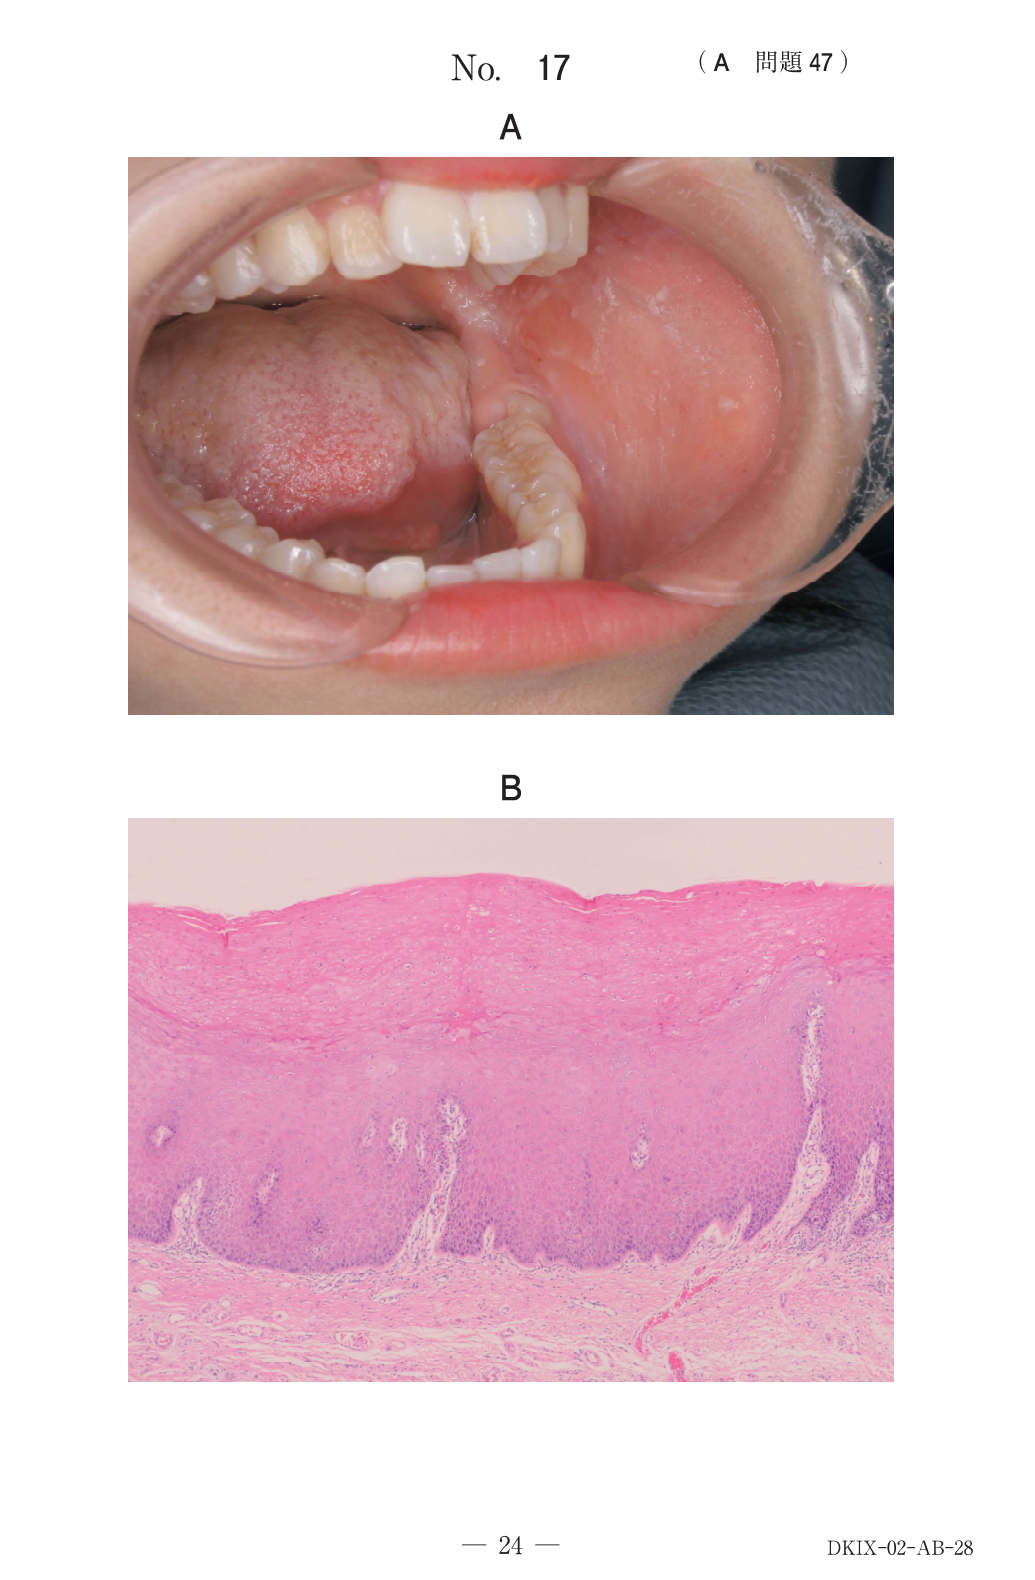 No. 17 （A 問題 47）
A
B
— 24 —
DKIX-02-AB-28